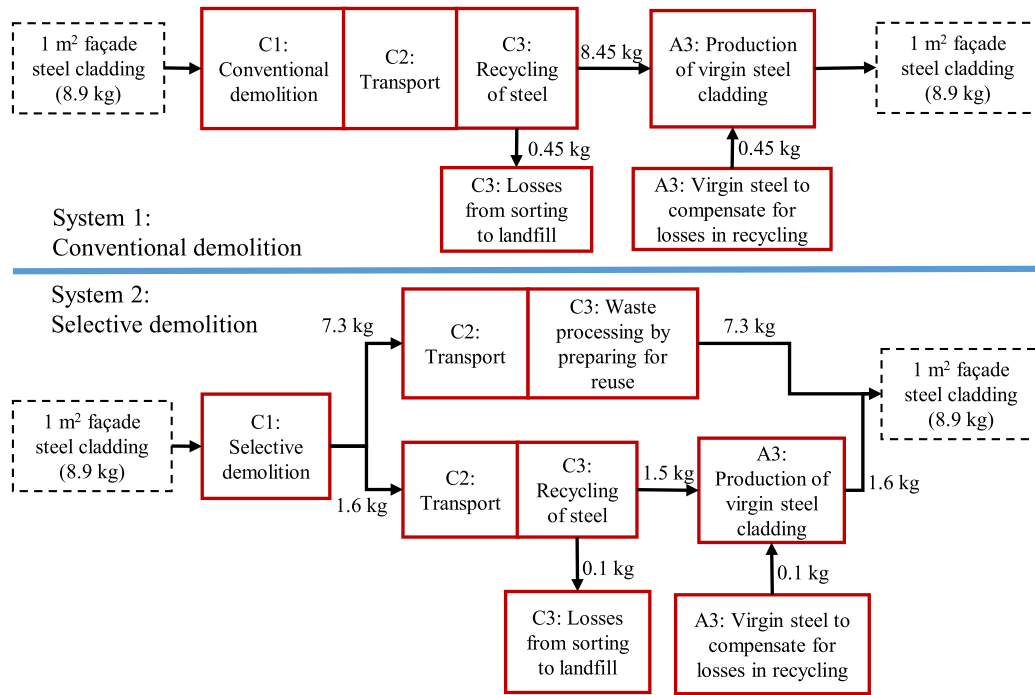 1 m² façade
steel cladding
(8.9 kg)
C1:
Conventional
demolition
C2:
Transport
C3:
Recycling
of steel
8.45 kg
A3: Production
of virgin steel
cladding
1 m² façade
steel cladding
(8.9 kg)
0.45 kg
0.45 kg
C3: Losses
from sorting
to landfill
A3: Virgin steel to
compensate for
losses in recycling
System 1:
Conventional demolition
System 2:
Selective demolition
7.3 kg
C2:
Transport
C3: Waste
processing by
preparing for
reuse
7.3 kg
1 m² façade
steel cladding
(8.9 kg)
1 m² façade
steel cladding
(8.9 kg)
C1:
Selective
demolition
1.6 kg
C2:
Transport
C3:
Recycling
of steel
1.5 kg
A3:
Production of
virgin steel
cladding
1.6 kg
0.1 kg
0.1 kg
C3: Losses
from sorting
to landfill
A3: Virgin steel to
compensate for
losses in recycling